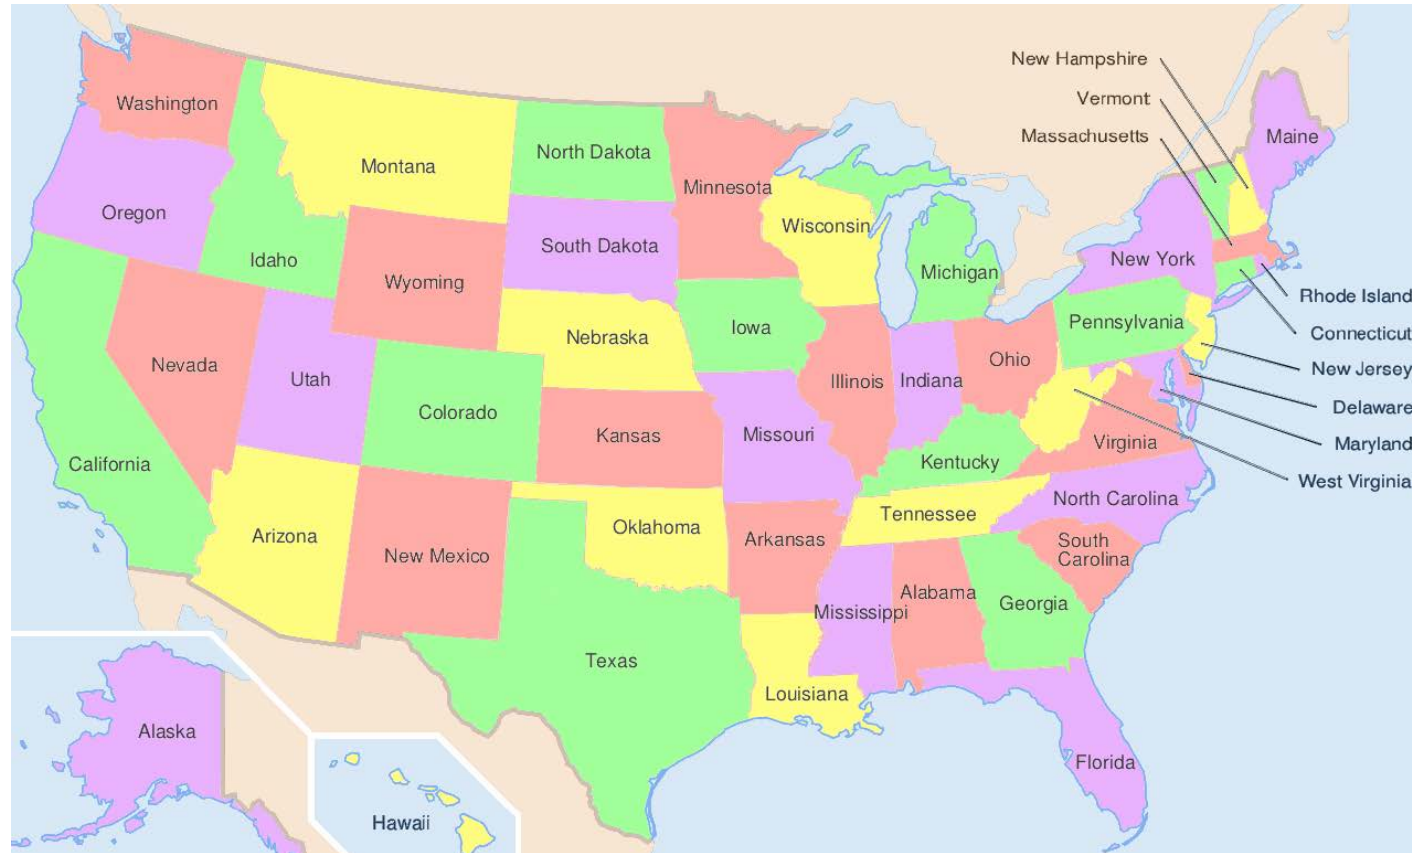 New Hampshire
Vermont
Massachusetts
Maine
Washington
Montana
North Dakota
Minnesota
Oregon
Idaho
Wyoming
South Dakota
Wisconsin
Michigan
New York
Rhode Island
Connecticut
New Jersey
Delaware
Maryland
West Virginia
Nevada
Utah
Colorado
Nebraska
Iowa
Illinois
Indiana
Ohio
Pennsylvania
California
Kansas
Missouri
Kentucky
Virginia
Arizona
New Mexico
Oklahoma
Arkansas
Tennessee
North Carolina
South
Carolina
Texas
Louisiana
Mississippi
Alabama
Georgia
Florida
Alaska
Hawaii